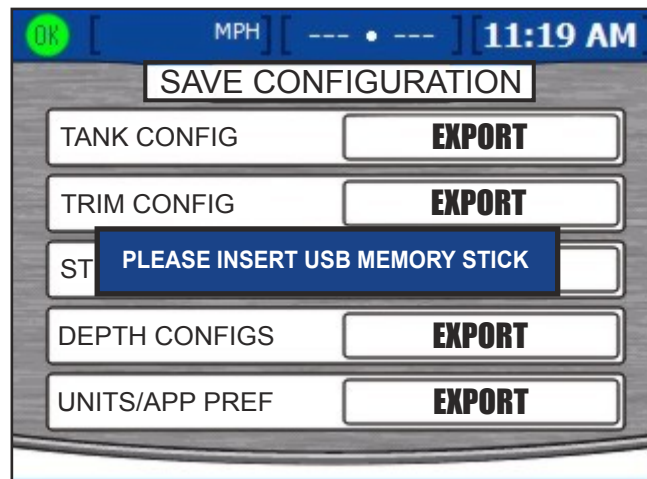 OK [ MPH ] [ --- • --- ] [ 11:19 AM ]
SAVE CONFIGURATION
TANK CONFIG EXPORT
TRIM CONFIG EXPORT
ST
PLEASE INSERT USB MEMORY STICK
DEPTH CONFIGS EXPORT
UNITS/APP PREF EXPORT